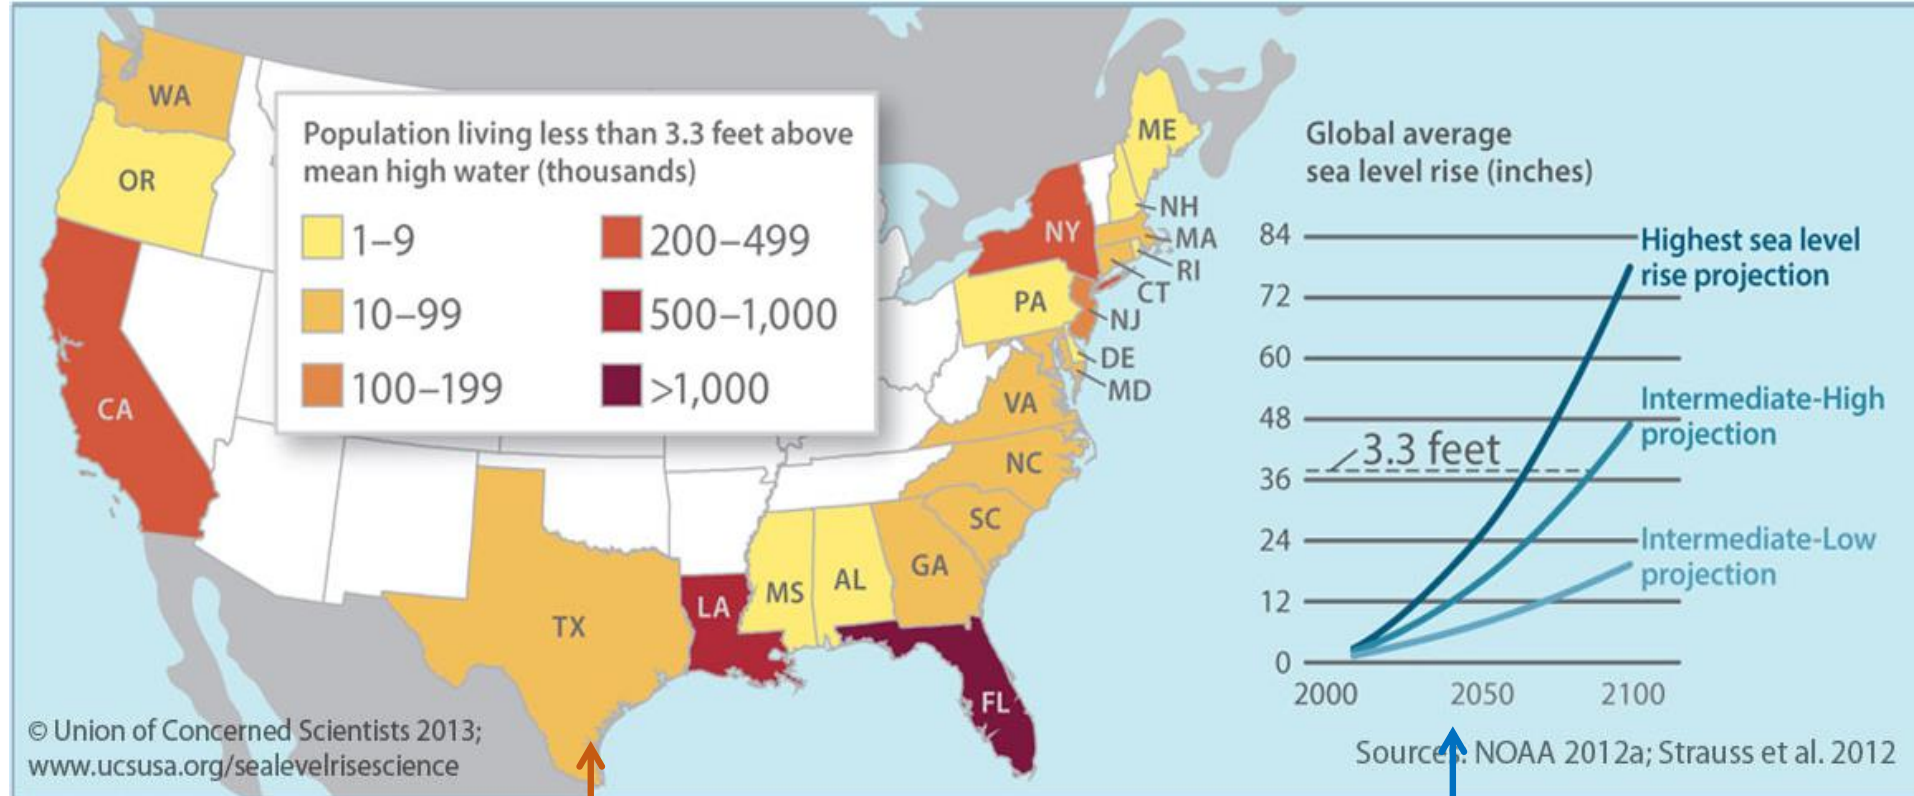 WA
OR
CA
TX
LA
MS
AL
GA
FL
SC
NC
VA
PA
NY
ME
NH
MA
RI
CT
NJ
DE
MD
Population living less than 3.3 feet above
mean high water (thousands)
1–9
10–99
100–199
200–499
500–1,000
>1,000
© Union of Concerned Scientists 2013;
www.ucsusa.org/sealevelrisescience
Global average
sea level rise (inches)
84
72
60
48
36
24
12
0
2000
2050
2100
3.3 feet
Highest sea level
rise projection
Intermediate-High
projection
Intermediate-Low
projection
Sources: NOAA 2012a; Strauss et al. 2012